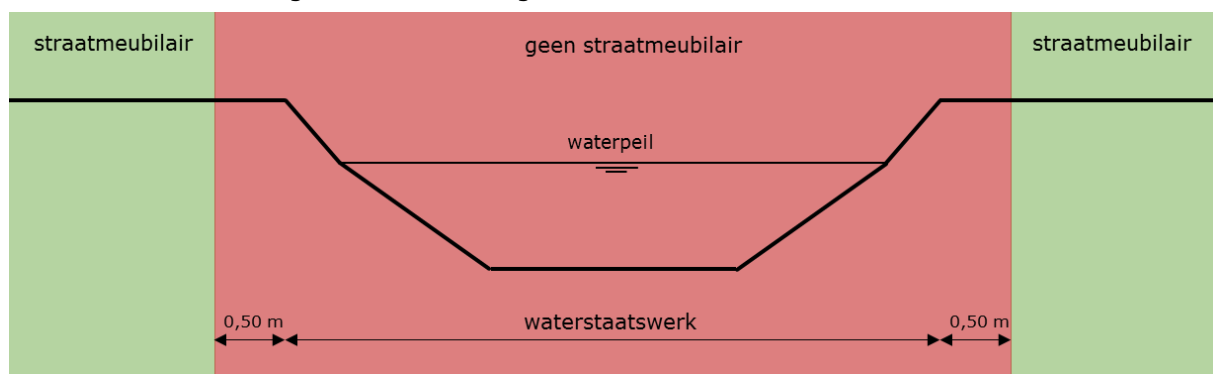 straatmeubilair geen straatmeubilair straatmeubilair
waterpeil
0,50 m waterstaatswerk 0,50 m